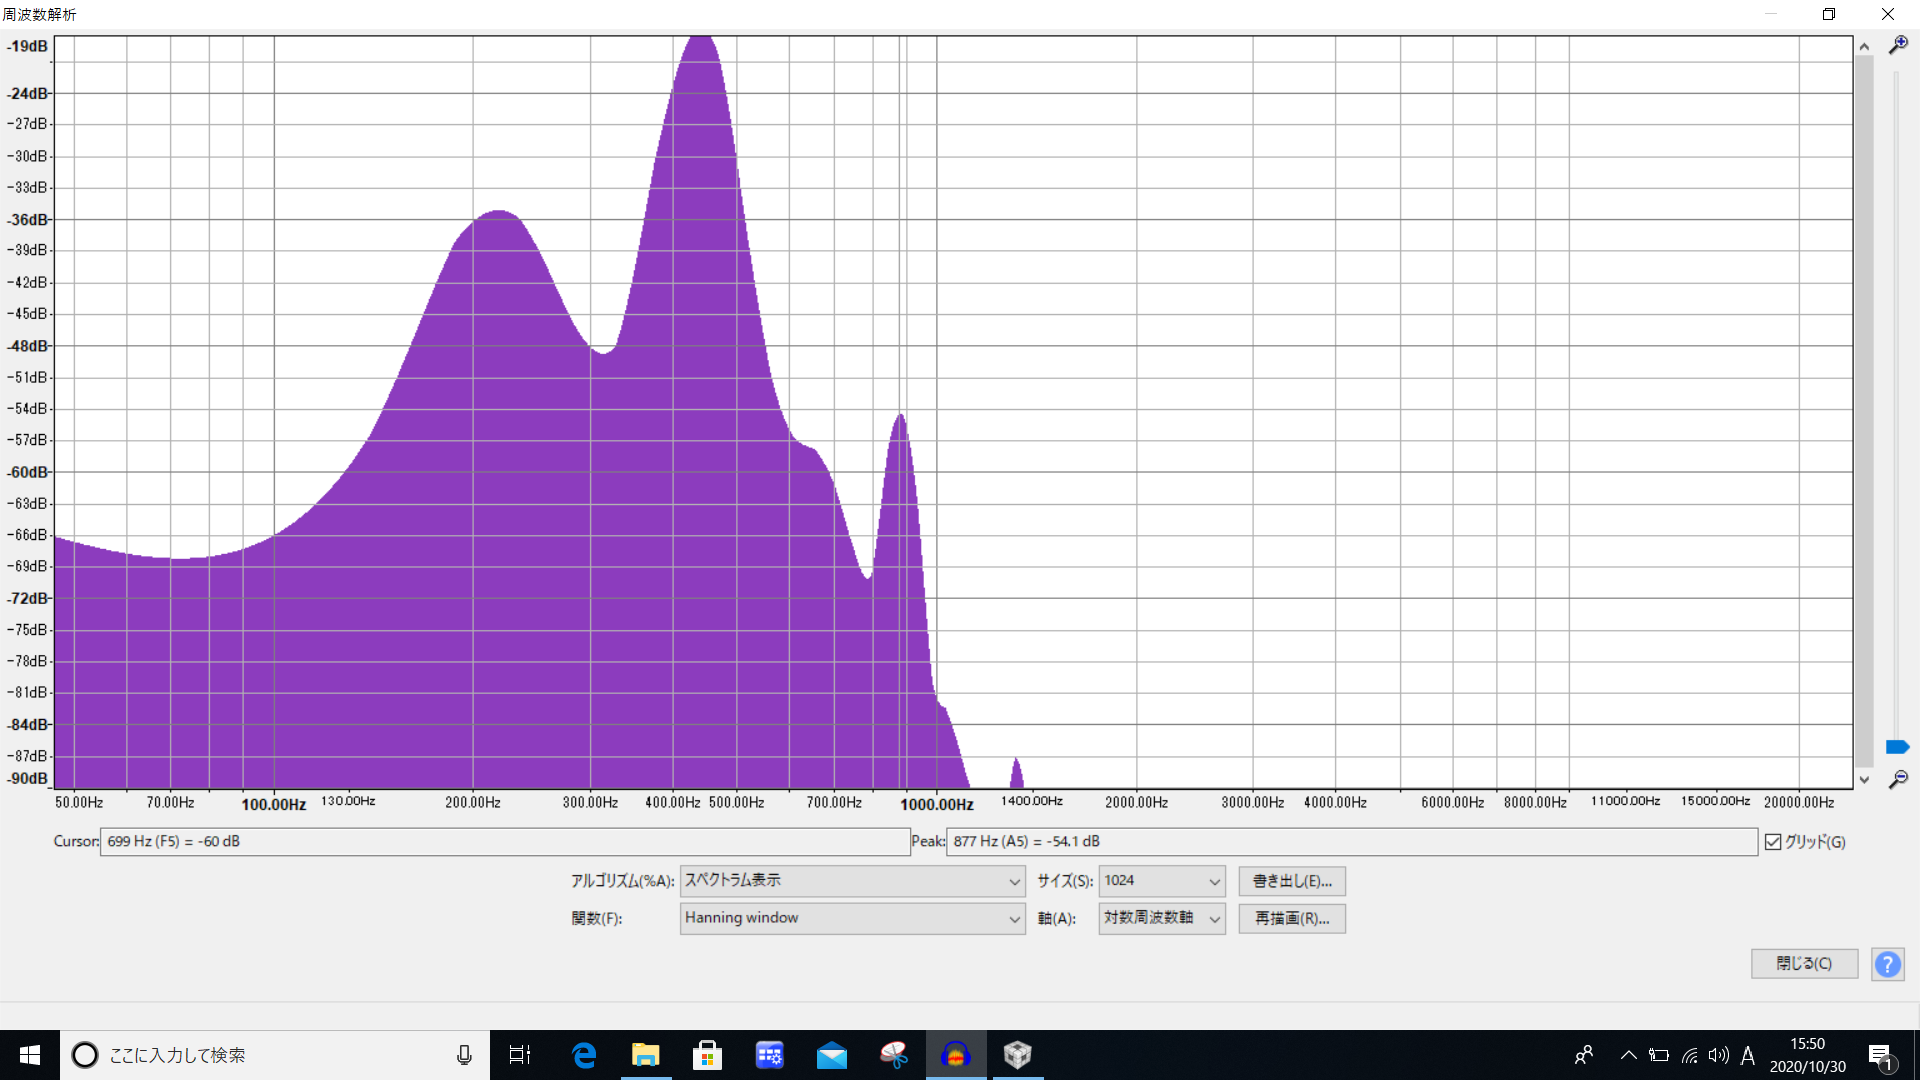 周波数解析
-19dB
-24dB
-27dB
-30dB
-33dB
-36dB
-39dB
-42dB
-45dB
-48dB
-51dB
-54dB
-57dB
-60dB
-63dB
-66dB
-69dB
-72dB
-75dB
-78dB
-81dB
-84dB
-87dB
-90dB
50.00Hz 70.00Hz 100.00Hz 130.00Hz 200.00Hz 300.00Hz 400.00Hz 500.00Hz 700.00Hz 1000.00Hz 1400.00Hz 2000.00Hz 3000.00Hz 4000.00Hz 6000.00Hz 8000.00Hz 11000.00Hz 15000.00Hz 20000.00Hz
Cursor: 699 Hz (F5) = -60 dB Peak: 877 Hz (A5) = -54.1 dB グリッド(G)
アルゴリズム(%A): スペクトラム表示 サイズ(S): 1024 書き出し(E)...
関数(F): Hanning window 軸(A): 対数周波数軸 再描画(R)...
閉じる(C) ?
ここに入力して検索
A
15:50
2020/10/30
1